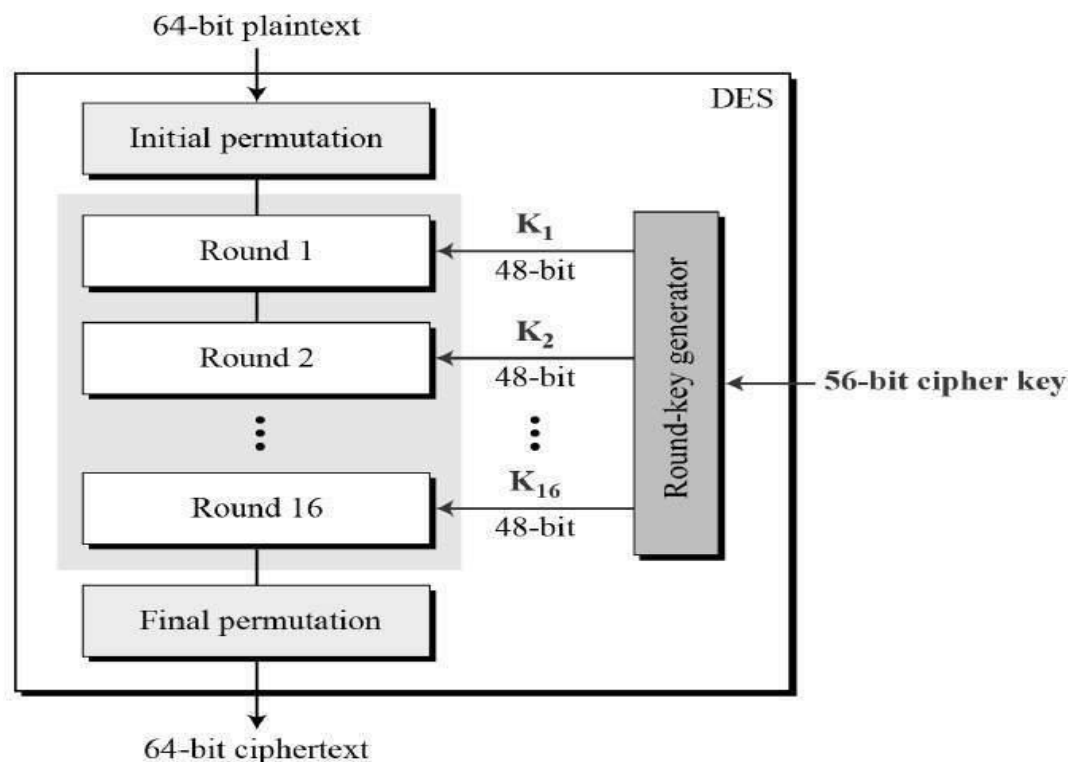 64-bit plaintext
DES
Initial permutation
Round 1
K₁
48-bit
Round 2
K₂
48-bit
Round-key generator
56-bit cipher key
Round 16
K₁₆
48-bit
Final permutation
64-bit ciphertext